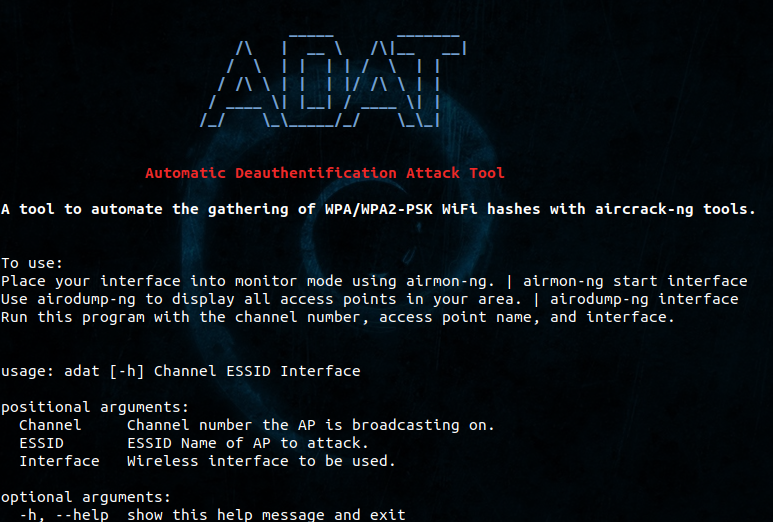 ADAT
Automatic Deauthentification Attack Tool
A tool to automate the gathering of WPA/WPA2-PSK WiFi hashes with aircrack-ng tools.
To use:
Place your interface into monitor mode using airmon-ng. | airmon-ng start interface
Use airodump-ng to display all access points in your area. | airodump-ng interface
Run this program with the channel number, access point name, and interface.
usage: adat [-h] Channel ESSID Interface
positional arguments:
Channel Channel number the AP is broadcasting on.
ESSID ESSID Name of AP to attack.
Interface Wireless interface to be used.
optional arguments:
-h, --help show this help message and exit